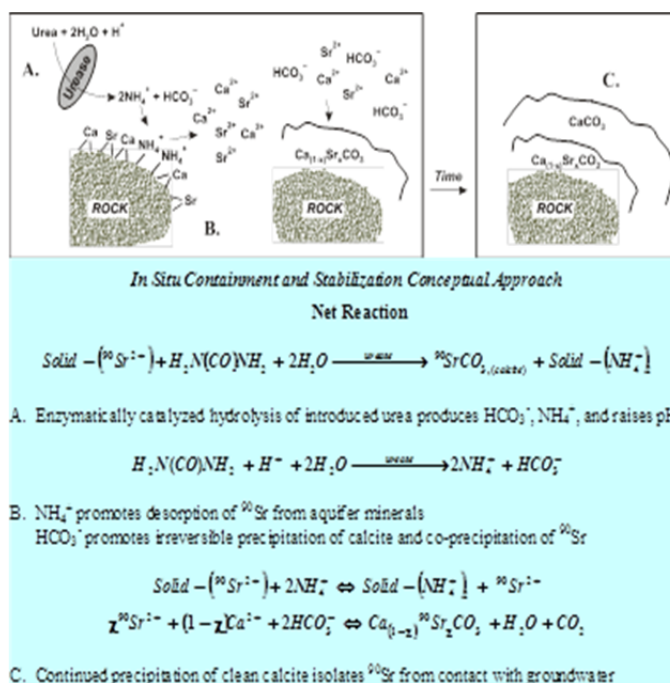 Urea + 2H₂O + H⁺
A.
Urease
2NH₄⁺ + HCO₃⁻
Ca Sr Ca NH₄⁺
NH₄⁺
Ca
Sr
ROCK
B.
Ca²⁺
Sr²⁺
Ca²⁺
Sr²⁺ Ca²⁺
Sr²⁺
Sr²⁺ HCO₃⁻
HCO₃⁻ Ca²⁺ Ca²⁺
Sr²⁺
HCO₃⁻
Ca₍₁₋ₓ₎SrₓCO₃
ROCK
Time
C.
CaCO₃
Ca₍₁₋ₓ₎SrₓCO₃
ROCK
In Situ Containment and Stabilization Conceptual Approach
Net Reaction
Solid –(⁹⁰Sr²⁺) + H₂N(CO)NH₂ + 2H₂O → ⁹⁰SrCO₃,(calcite) + Solid –(NH₄⁺)₂
A. Enzymatically catalyzed hydrolysis of introduced urea produces HCO₃⁻, NH₄⁺, and raises pH
H₂N(CO)NH₂ + H⁺ + 2H₂O → 2NH₄⁺ + HCO₃⁻
B. NH₄⁺ promotes desorption of ⁹⁰Sr from aquifer minerals
HCO₃⁻ promotes irreversible precipitation of calcite and co-precipitation of ⁹⁰Sr
Solid –(⁹⁰Sr²⁺) + 2NH₄⁺ ⇔ Solid –(NH₄⁺)₂ + ⁹⁰Sr²⁺
χ⁹⁰Sr²⁺ + (1 – χ)Ca²⁺ + 2HCO₃⁻ ⇔ Ca₍₁₋χ₎⁹⁰SrχCO₃ + H₂O + CO₂
C. Continued precipitation of clean calcite isolates ⁹⁰Sr from contact with groundwater